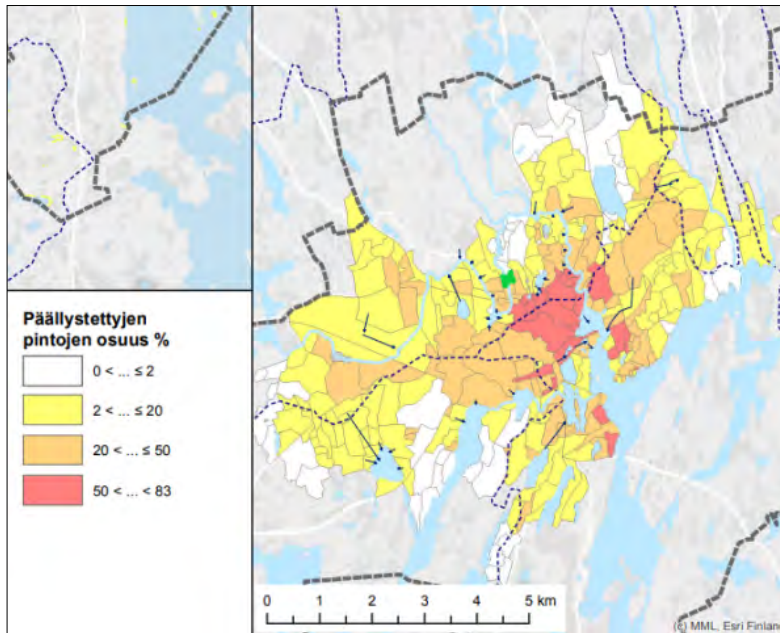 Päällystettyjen
pintojen osuus %
0 < ... ≤ 2
2 < ... ≤ 20
20 < ... ≤ 50
50 < ... < 83
0 1 2 3 4 5 km
(c) MML, Esri Finland